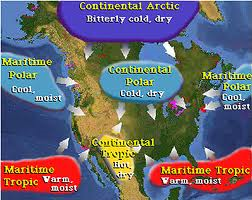 Continental Arctic
Bitterly cold, dry
Maritime
Polar
Cool,
moist
Continental
Polar
Cold, dry
Maritime
Polar
Cool,
moist
Maritime
Tropic
Warm,
moist
Continental
Tropic
Hot,
dry
Maritime Tropic
Warm, moist